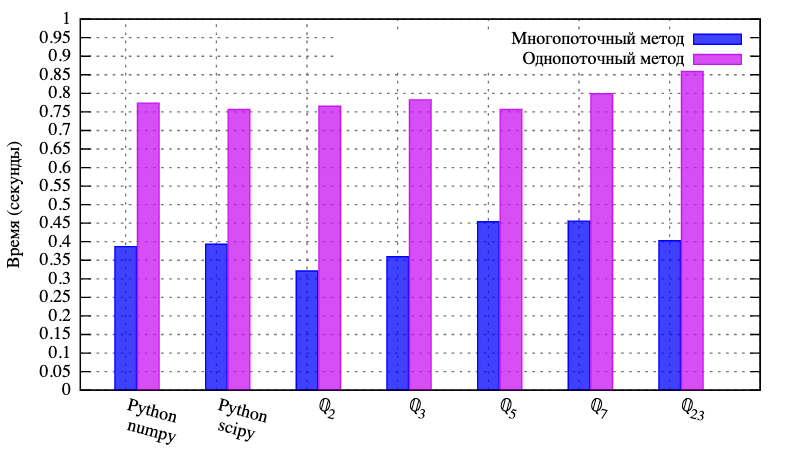 1
0.95
0.9
0.85
0.8
0.75
0.7
0.65
0.6
0.55
0.5
0.45
0.4
0.35
0.3
0.25
0.2
0.15
0.1
0.05
0
Время (секунды)
Многопоточный метод
Однопоточный метод
Python
numpy
Python
scipy
ℚ₂
ℚ₃
ℚ₅
ℚ₇
ℚ₂₃